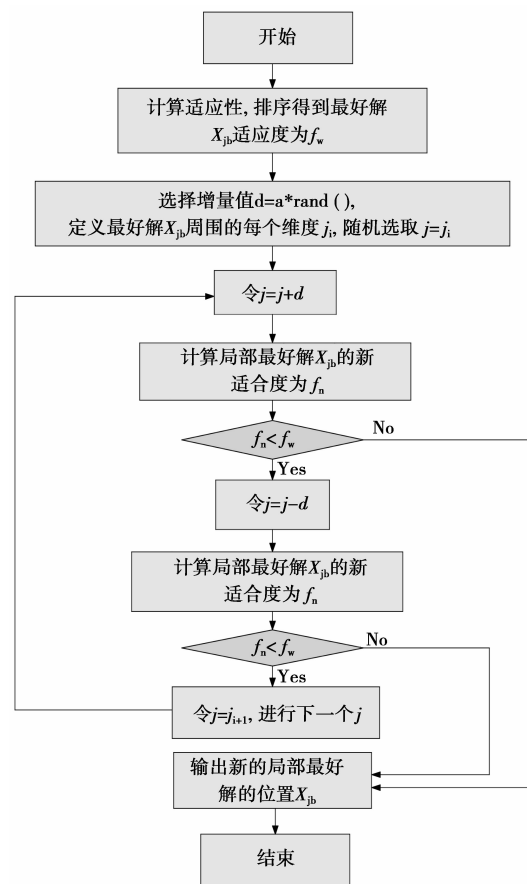 开始
计算适应性,排序得到最好解
Xjb适应度为fw
选择增量值d=a*rand(),
定义最好解Xjb周围的每个维度ji,随机选取j=ji
令j=j+d
计算局部最好解Xjb的新
适合度为fn
fn<fw
No
Yes
令j=j-d
计算局部最好解Xjb的新
适合度为fn
fn<fw
No
Yes
令j=ji+1,进行下一个j
输出新的局部最好
解的位置Xjb
结束